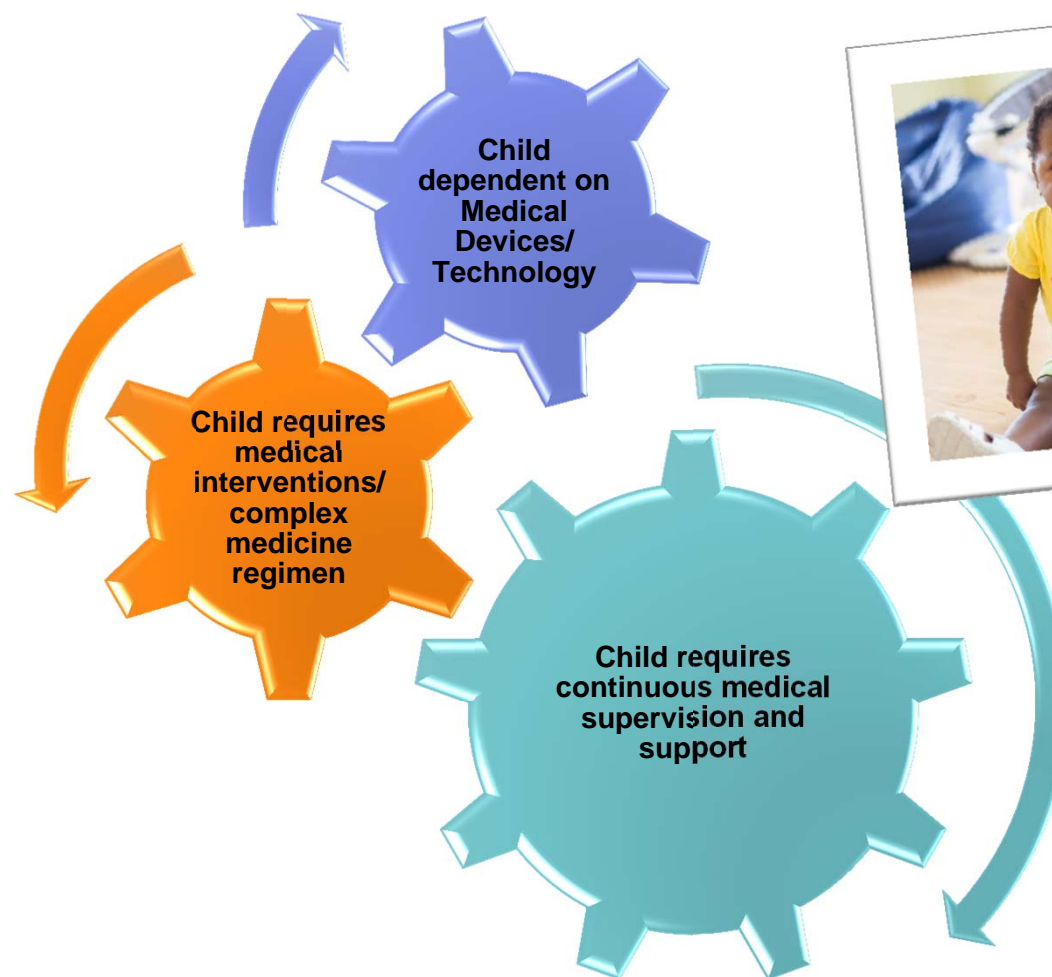 Child
dependent on
Medical
Devices/
Technology
Child requires
medical
interventions/
complex
medicine
regimen
Child requires
continuous medical
supervision and
support